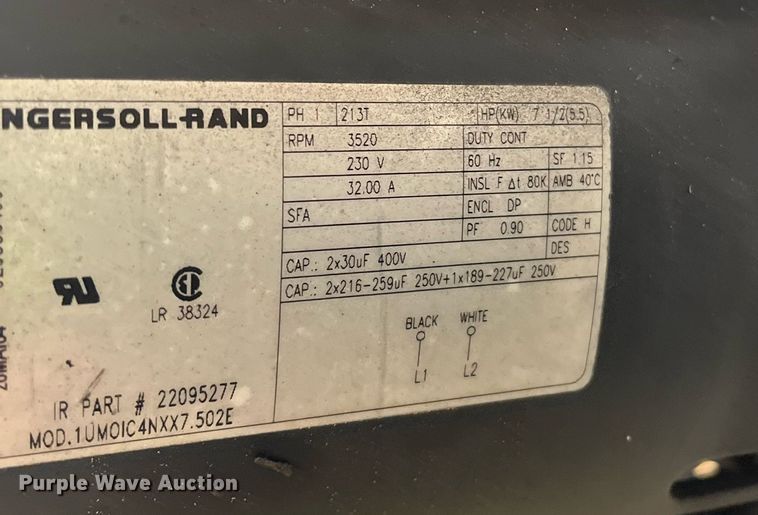 INGERSOLL-RAND
PH 1 213T HP(KW) 7 1/2(5.5)
RPM 3520 DUTY CONT
230 V 60 Hz SF 1.15
32.00 A INSL F Δt 80K AMB 40°C
SFA ENCL DP
PF 0.90 CODE H
DES
CAP.: 2x30uF 400V
CAP.: 2x216-259uF 250V+1x189-227uF 250V
LR 38324
BLACK WHITE
L1 L2
IR PART # 22095277
MOD.1UMOIC4NXX7.502E
Purple Wave Auction